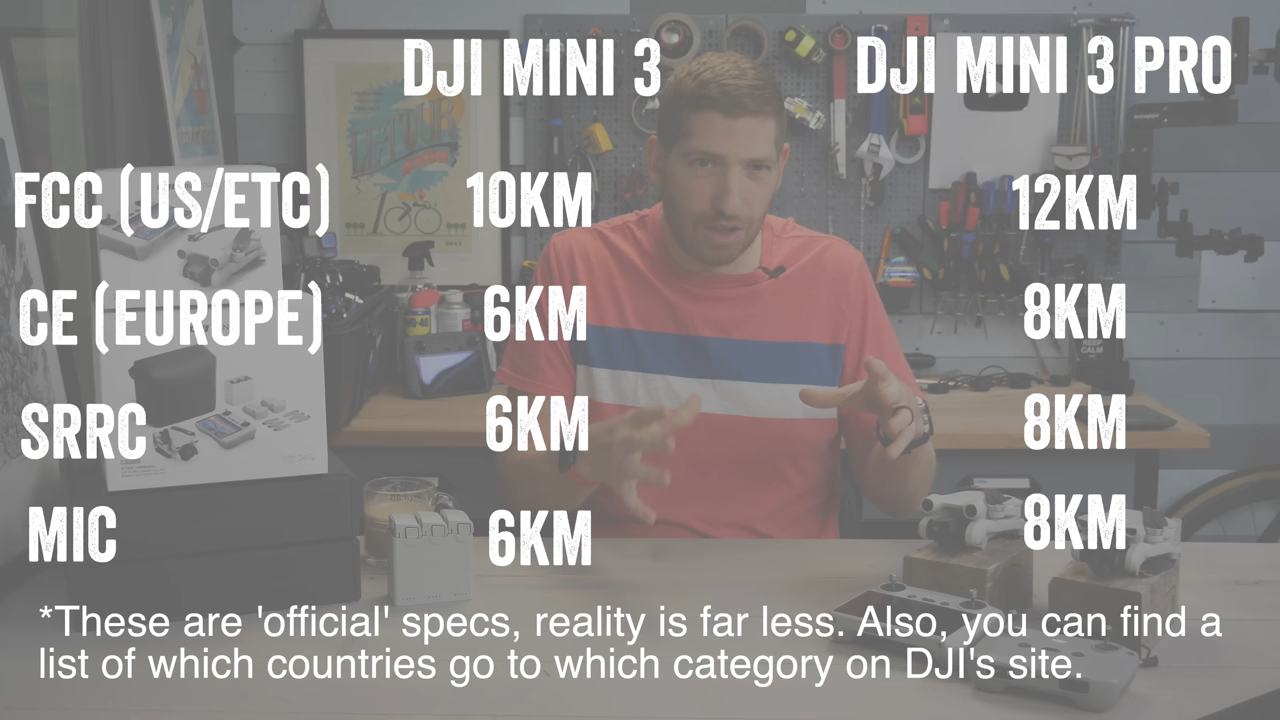 DJI MINI 3 DJI MINI 3 PRO
FCC (US/ETC) 10KM 12KM
CE (EUROPE) 6KM 8KM
SRRC 6KM 8KM
MIC 6KM 8KM
KEEP
CALM
*These are 'official' specs, reality is far less. Also, you can find a
list of which countries go to which category on DJI's site.